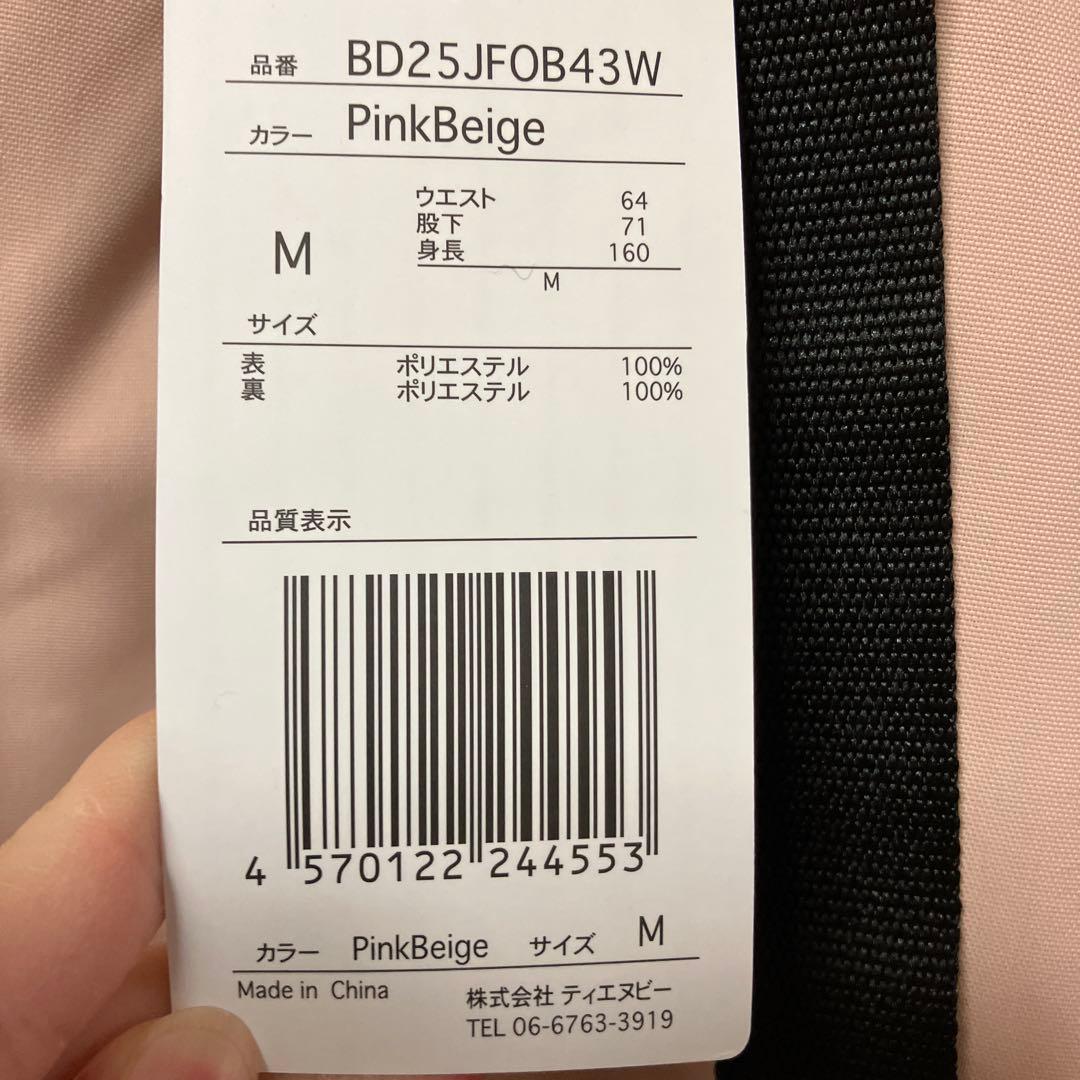 品番 BD25JFOB43W
カラー PinkBeige
ウエスト 64
股下 71
身長 160
M
M
サイズ
表 ポリエステル 100%
裏 ポリエステル 100%
品質表示
4 570122 244553
カラー PinkBeige サイズ M
Made in China
株式会社 ティエヌビー
TEL 06-6763-3919